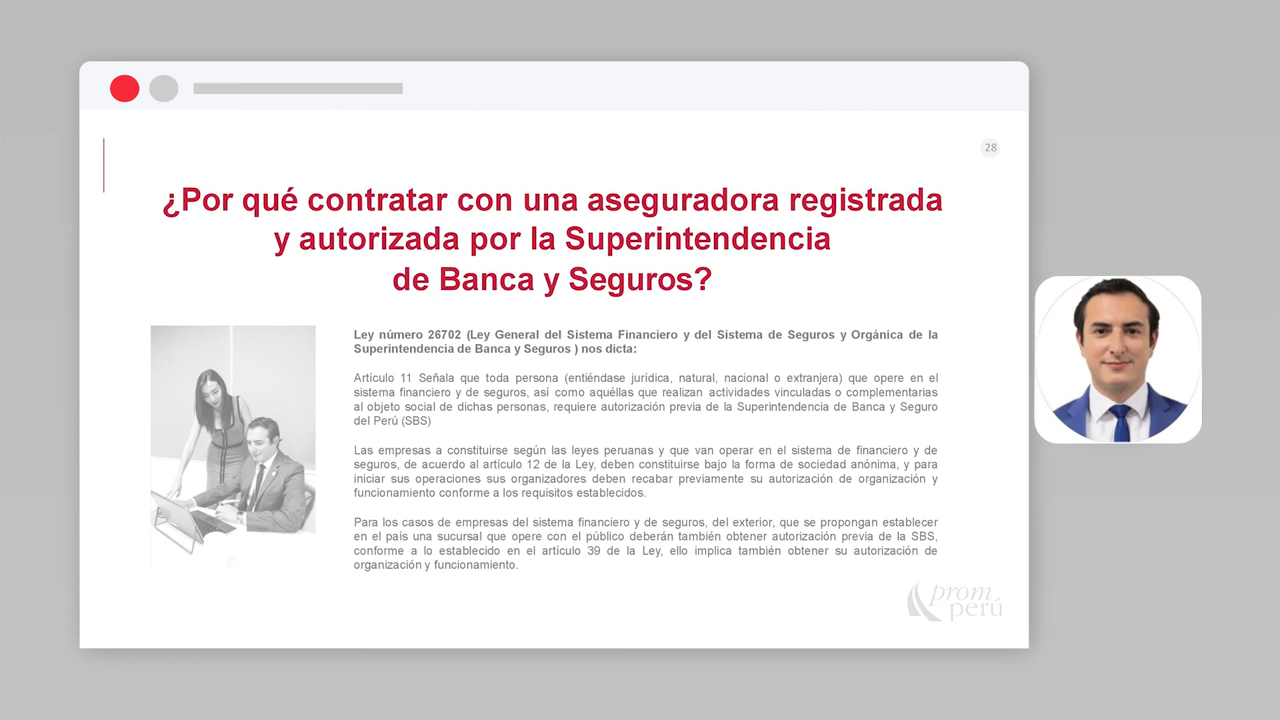 28
¿Por qué contratar con una aseguradora registrada
y autorizada por la Superintendencia
de Banca y Seguros?
Ley número 26702 (Ley General del Sistema Financiero y del Sistema de Seguros y Orgánica de la
Superintendencia de Banca y Seguros ) nos dicta:
Artículo 11 Señala que toda persona (entiéndase jurídica, natural, nacional o extranjera) que opere en el
sistema financiero y de seguros, así como aquéllas que realizan actividades vinculadas o complementarias
al objeto social de dichas personas, requiere autorización previa de la Superintendencia de Banca y Seguro
del Perú (SBS)
Las empresas a constituirse según las leyes peruanas y que van operar en el sistema de financiero y de
seguros, de acuerdo al articulo 12 de la Ley, deben constituirse bajo la forma de sociedad anónima, y para
iniciar sus operaciones sus organizadores deben recabar previamente su autorización de organización y
funcionamiento conforme a los requisitos establecidos.
Para los casos de empresas del sistema financiero y de seguros, del exterior, que se propongan establecer
en el país una sucursal que opere con el público deberán también obtener autorización previa de la SBS,
conforme a lo establecido en el artículo 39 de la Ley, ello implica también obtener su autorización de
organización y funcionamiento.
prom
perú